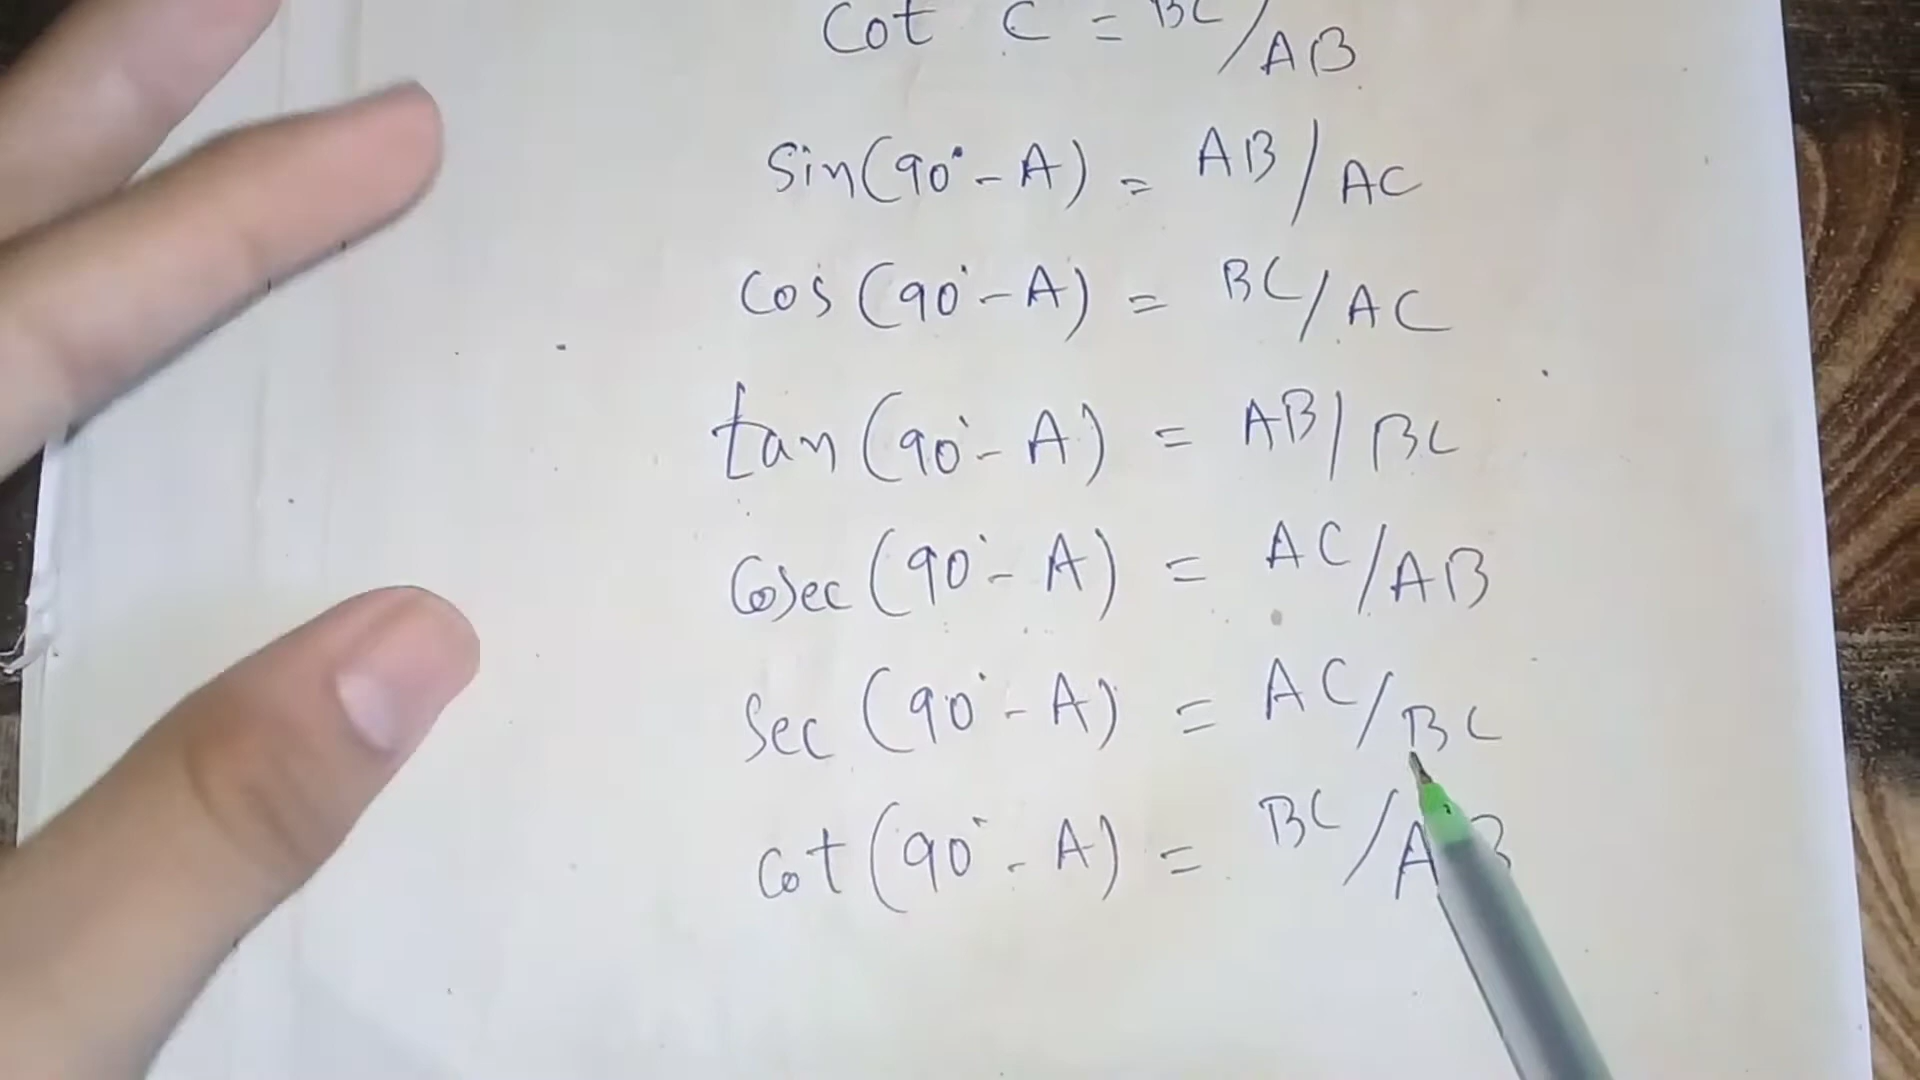 Cot C = BC/AB
Sin(90°-A) = AB/AC
Cos(90°-A) = BC/AC
tan(90°-A) = AB/BC
Cosec(90°-A) = AC/AB
Sec(90°-A) = AC/BC
Cot(90°-A) = BC/AB